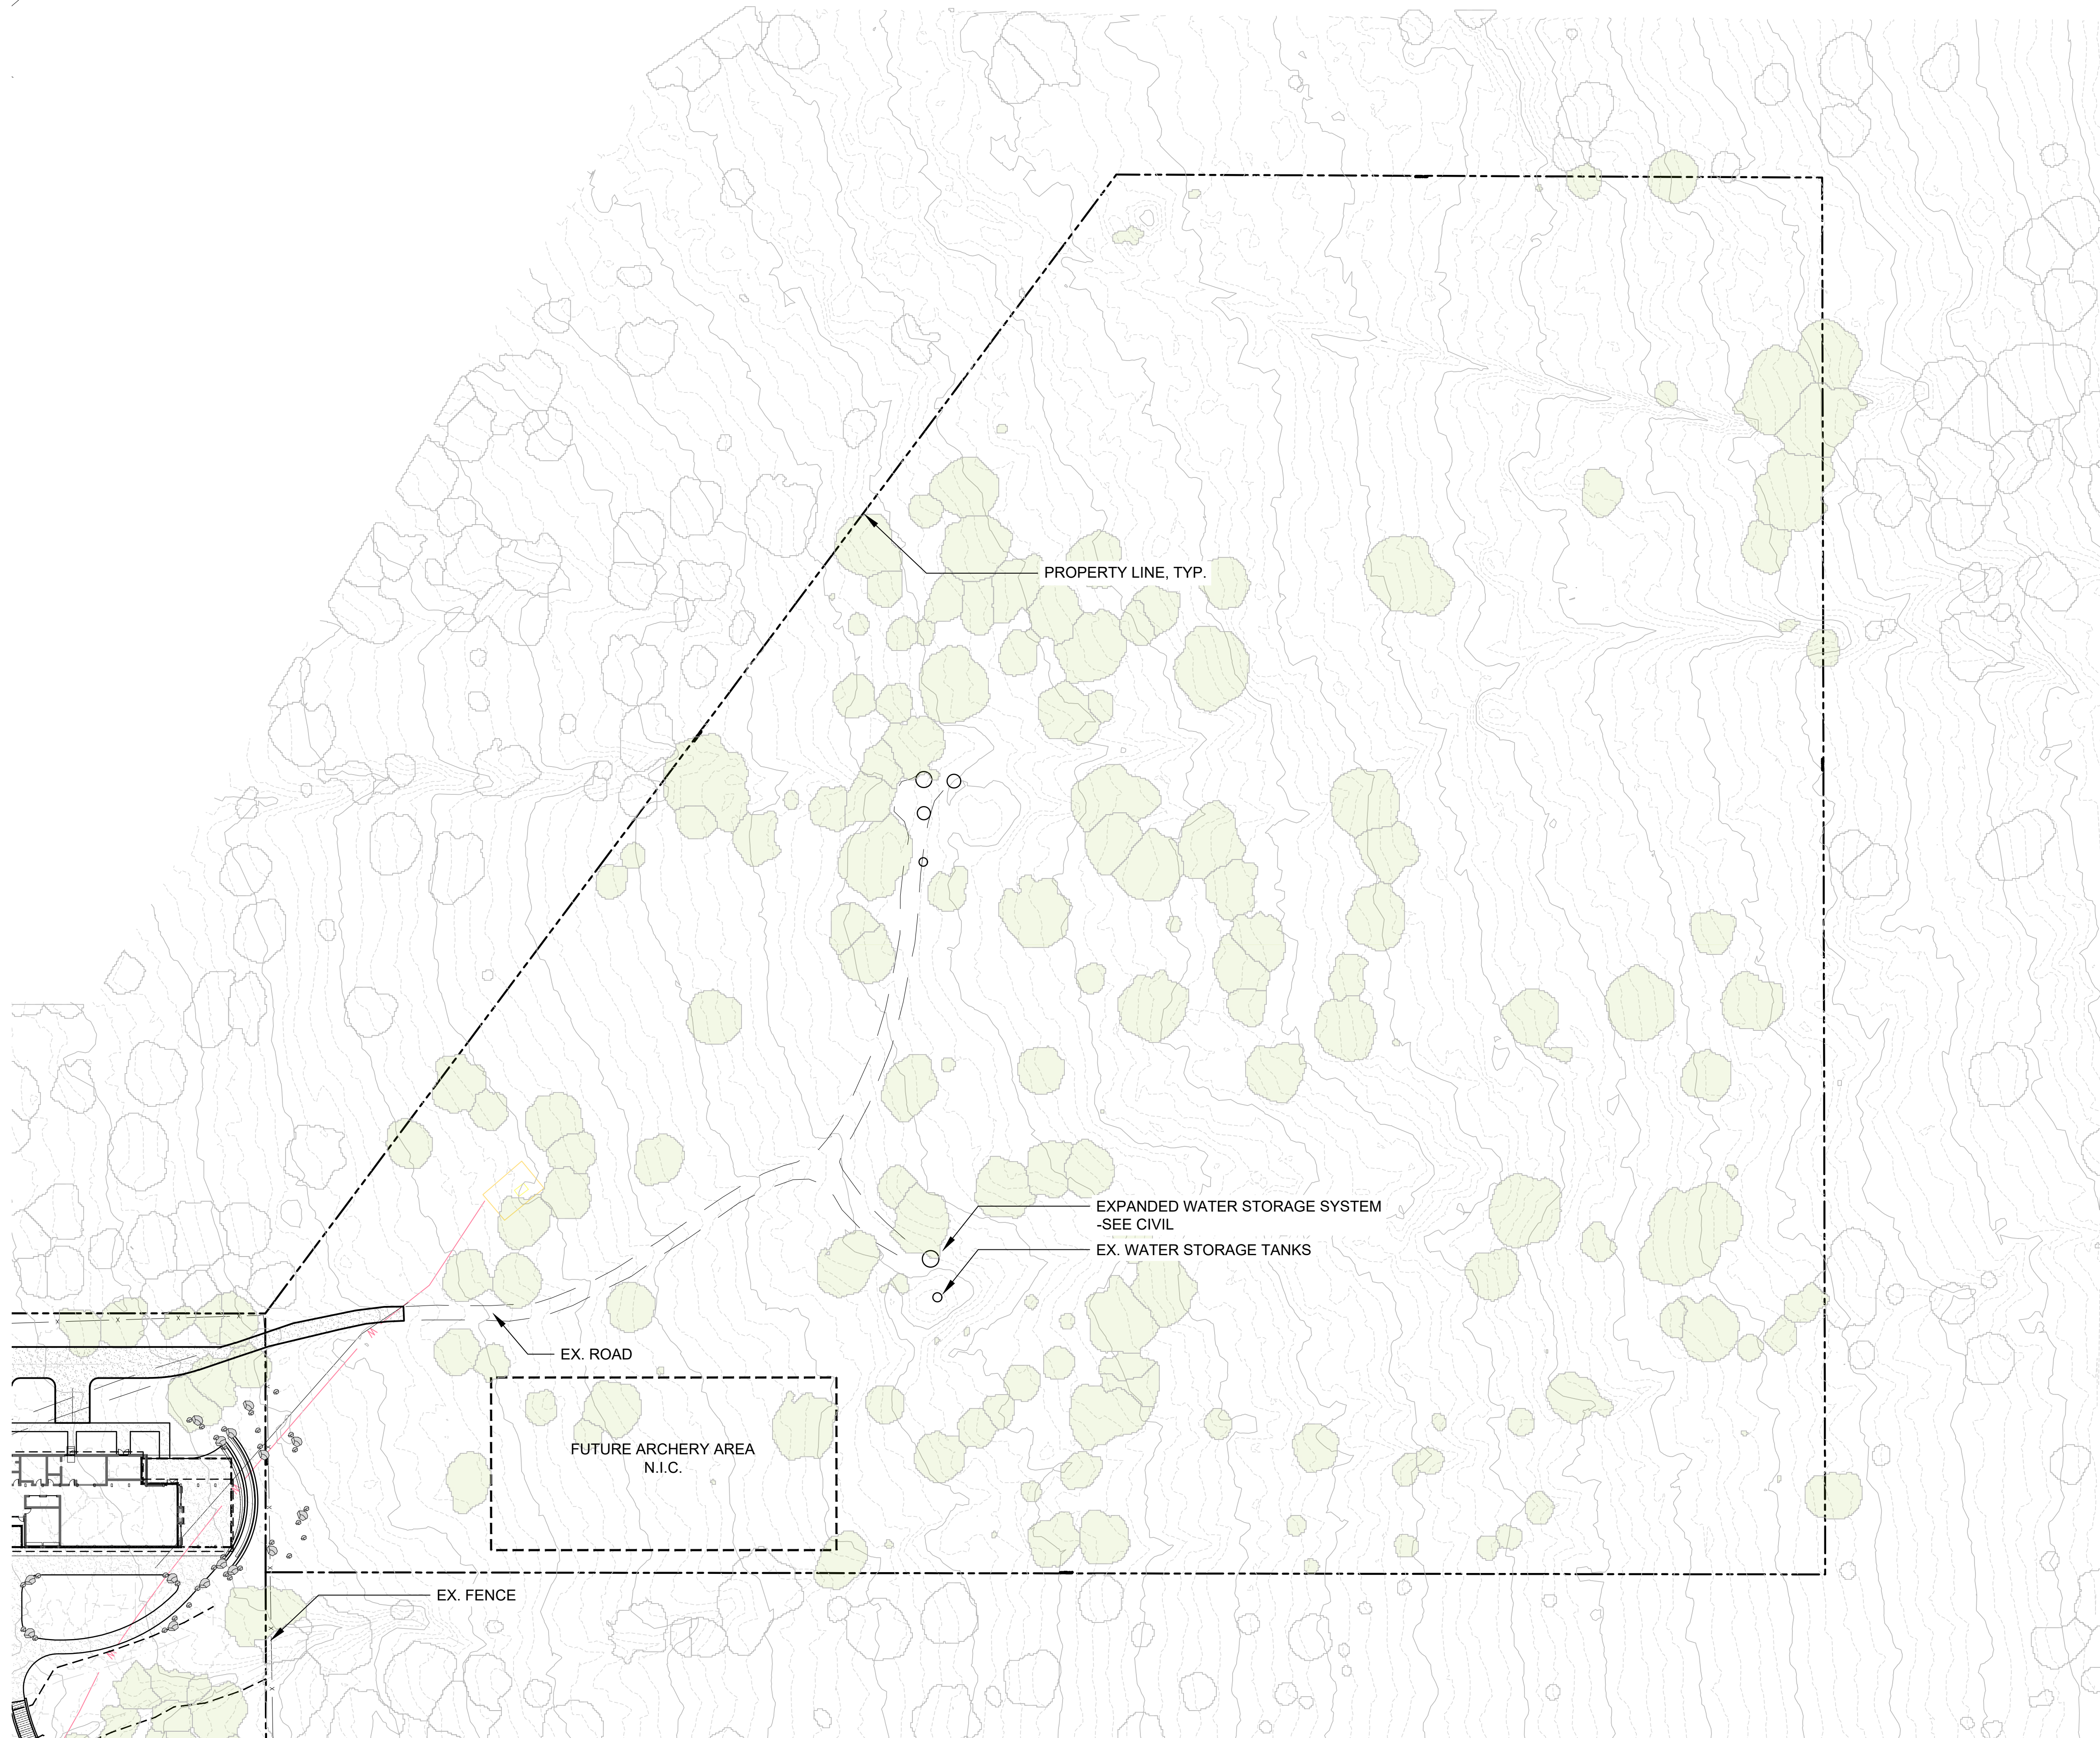 PROPERTY LINE, TYP.
EXPANDED WATER STORAGE SYSTEM
-SEE CIVIL
EX. WATER STORAGE TANKS
EX. ROAD
FUTURE ARCHERY AREA
N.I.C.
EX. FENCE